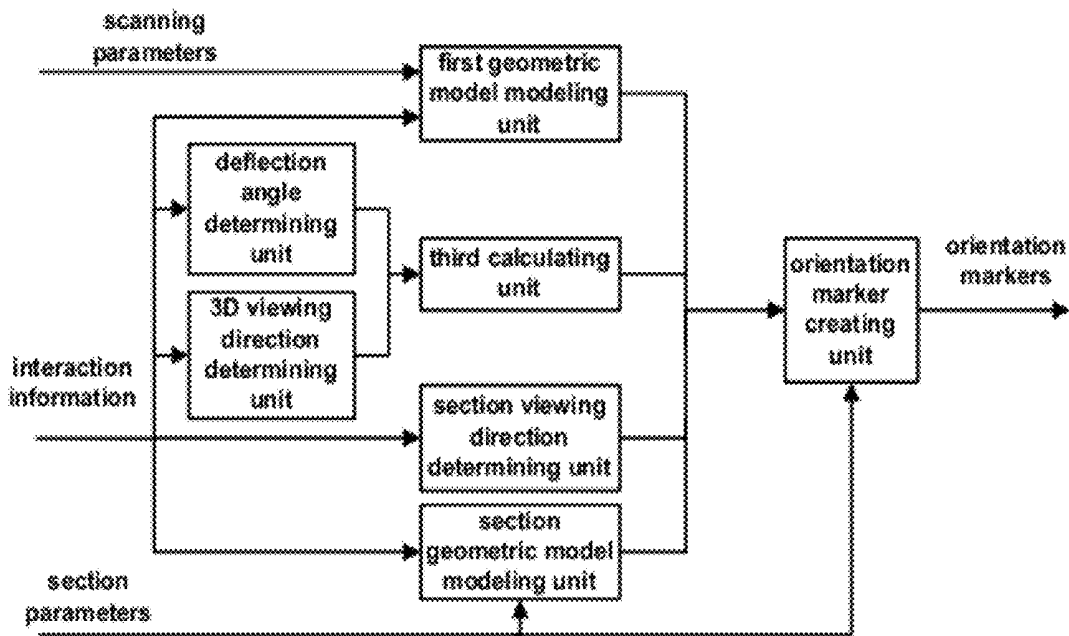 scanning
parameters
first geometric
model modeling
unit
deflection
angle
determining
unit
third calculating
unit
orientation
marker
creating
unit
orientation
markers
3D viewing
direction
determining
unit
interaction
information
section viewing
direction
determining unit
section
geometric model
modeling unit
section
parameters